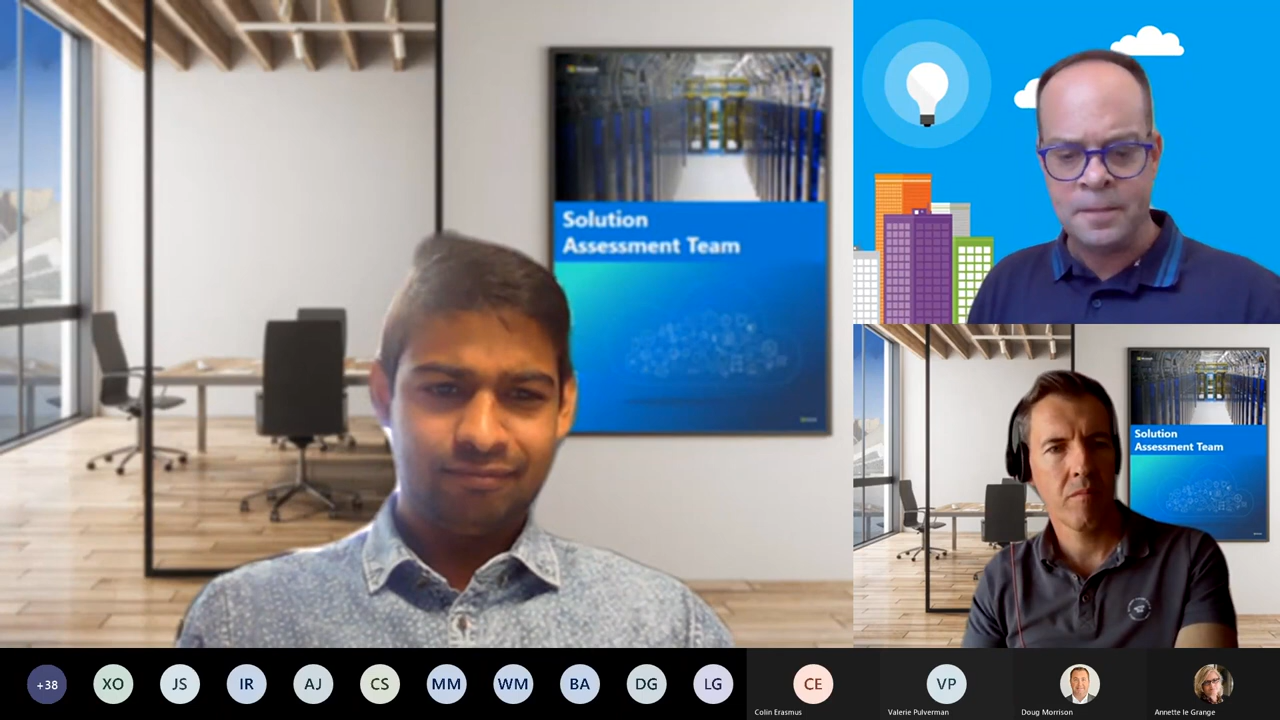 Solution
Assessment Team
Microsoft
Solution
Assessment Team
+38
XO
JS
IR
AJ
CS
MM
WM
BA
DG
LG
CE
VP
Colin Erasmus
Valerie Pulverman
Doug Morrison
Annette le Grange